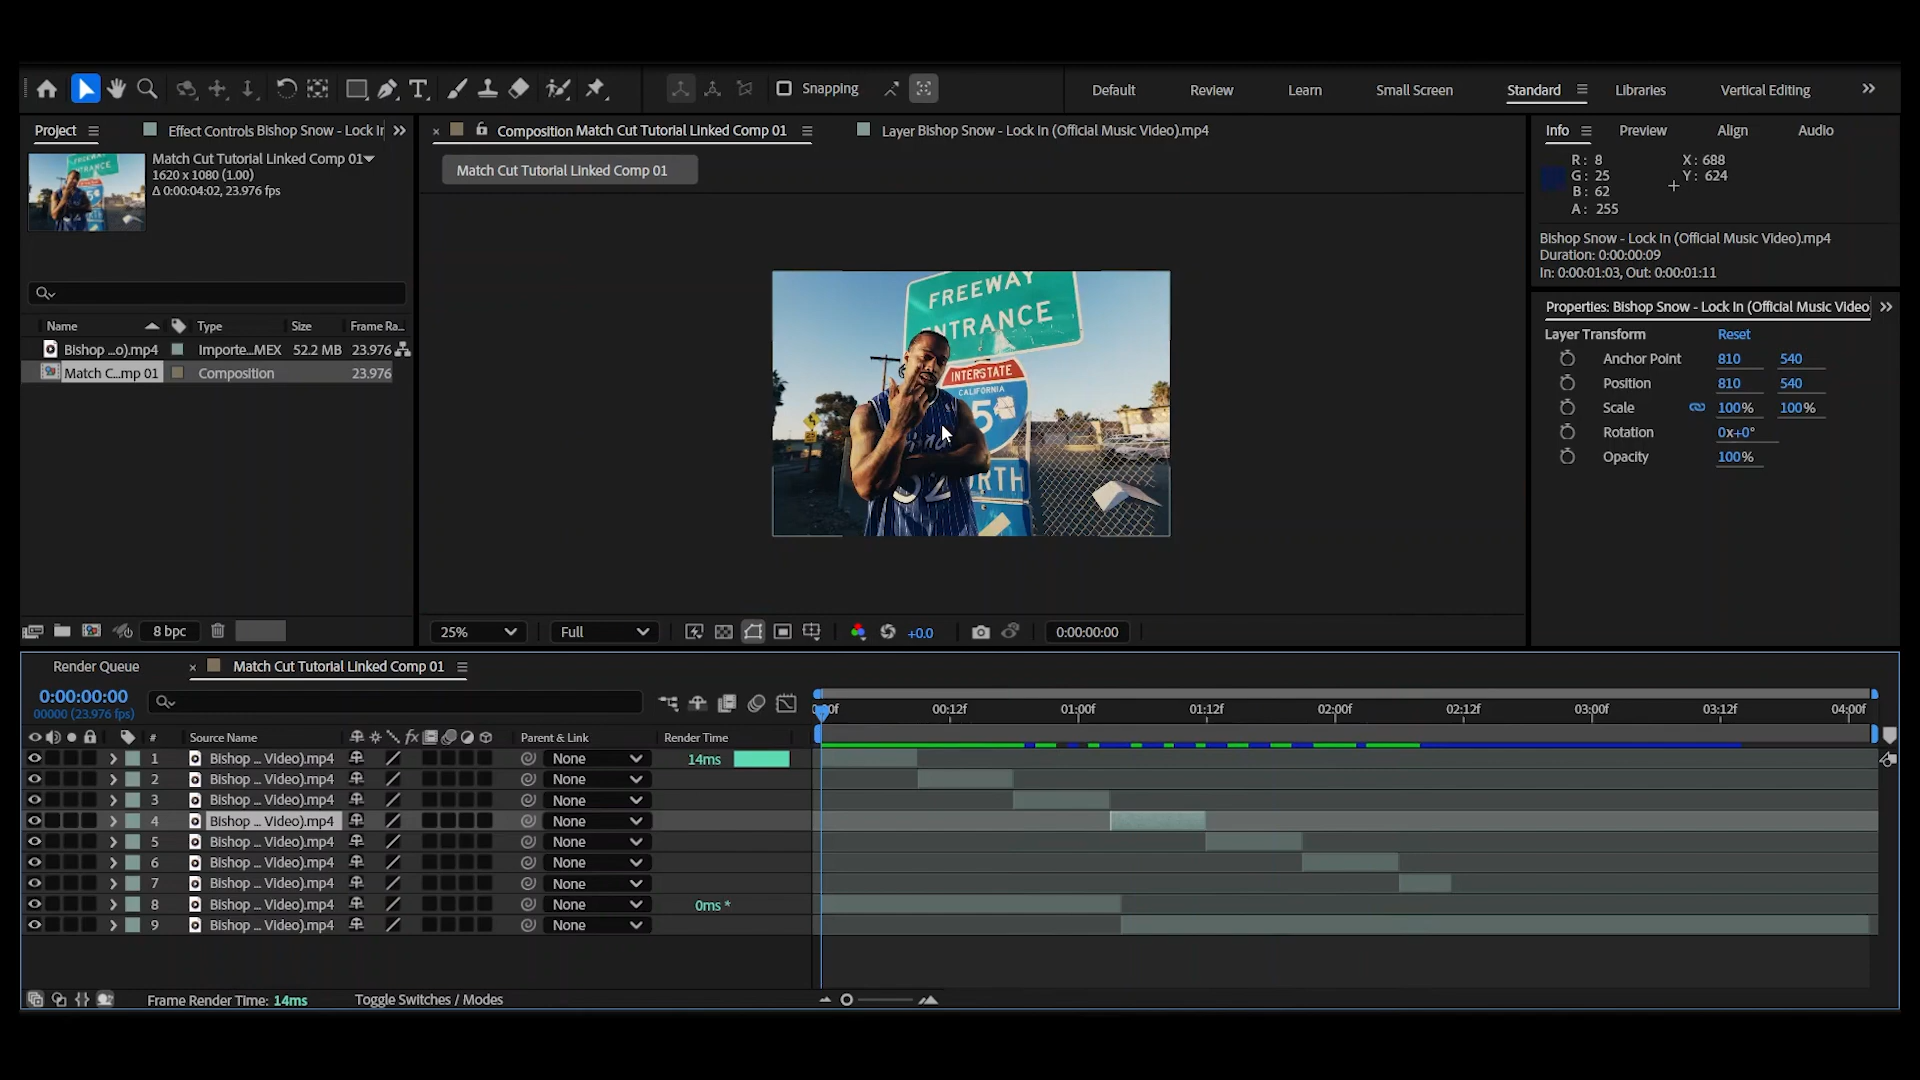 Snapping
Default
Review
Learn
Small Screen
Standard
Libraries
Vertical Editing
Project
Effect Controls Bishop Snow - Lock Ir
Composition Match Cut Tutorial Linked Comp 01
Layer Bishop Snow - Lock In (Official Music Video).mp4
Match Cut Tutorial Linked Comp 01
1620 x 1080 (1.00)
Δ 0:00:04:02, 23.976 fps
Match Cut Tutorial Linked Comp 01
Name Type Size Frame Ra...
Bishop ...o).mp4 Importe...MEX 52.2 MB 23.976
Match C...mp 01 Composition 23.976
8 bpc
FREEWAY
ENTRANCE
INTERSTATE
CALIFORNIA
5
ORTH
52
25%
Full
+0.0
0:00:00:00
Info
Preview
Align
Audio
R: 8 X: 688
G: 25 Y: 624
B: 62
A: 255
Bishop Snow - Lock In (Official Music Video).mp4
Duration: 0:00:00:09
In: 0:00:01:03, Out: 0:00:01:11
Properties: Bishop Snow - Lock In (Official Music Video)
Layer Transform Reset
Anchor Point 810 540
Position 810 540
Scale 100% 100%
Rotation 0x+0°
Opacity 100%
Render Queue
Match Cut Tutorial Linked Comp 01
0:00:00:00
00000 (23.976 fps)
00:12f 01:00f 01:12f 02:00f 02:12f 03:00f 03:12f 04:00f
# Source Name fx Parent & Link Render Time
1 Bishop ... Video).mp4 None 14ms
2 Bishop ... Video).mp4 None
3 Bishop ... Video).mp4 None
4 Bishop ... Video).mp4 None
5 Bishop ... Video).mp4 None
6 Bishop ... Video).mp4 None
7 Bishop ... Video).mp4 None
8 Bishop ... Video).mp4 None 0ms *
9 Bishop ... Video).mp4 None
Frame Render Time: 14ms
Toggle Switches / Modes